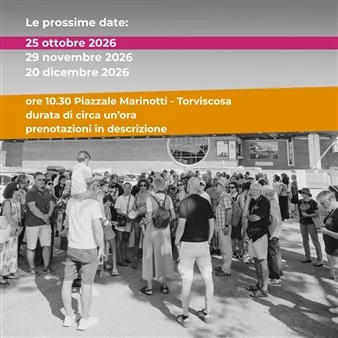 Le prossime date:
25 ottobre 2026
29 novembre 2026
20 dicembre 2026
ore 10.30 Piazzale Marinotti - Torviscosa
durata di circa un'ora
prenotazioni in descrizione